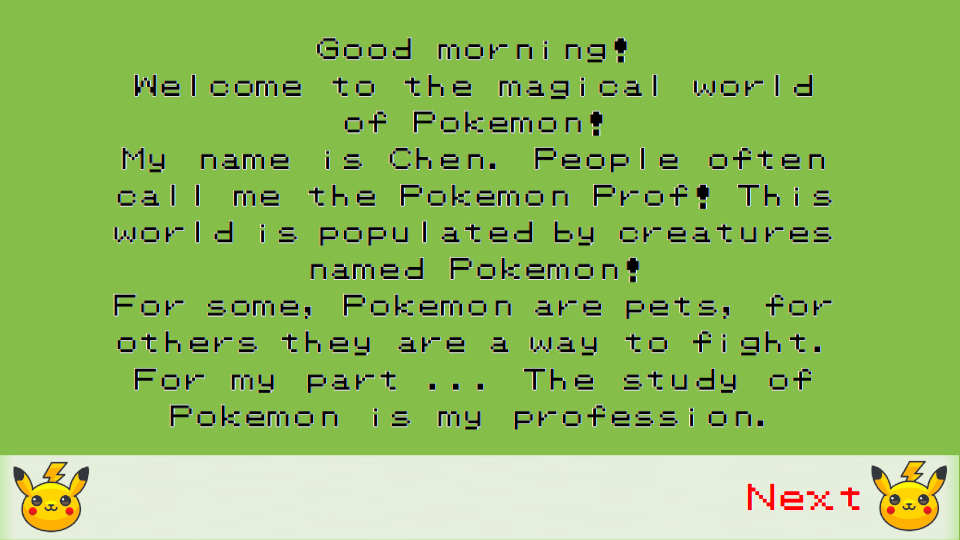 Good morning!
Welcome to the magical world
of Pokemon!
My name is Chen. People often
call me the Pokemon Prof! This
world is populated by creatures
named Pokemon!
For some, Pokemon are pets, for
others they are a way to fight.
For my part ... The study of
Pokemon is my profession.
Next